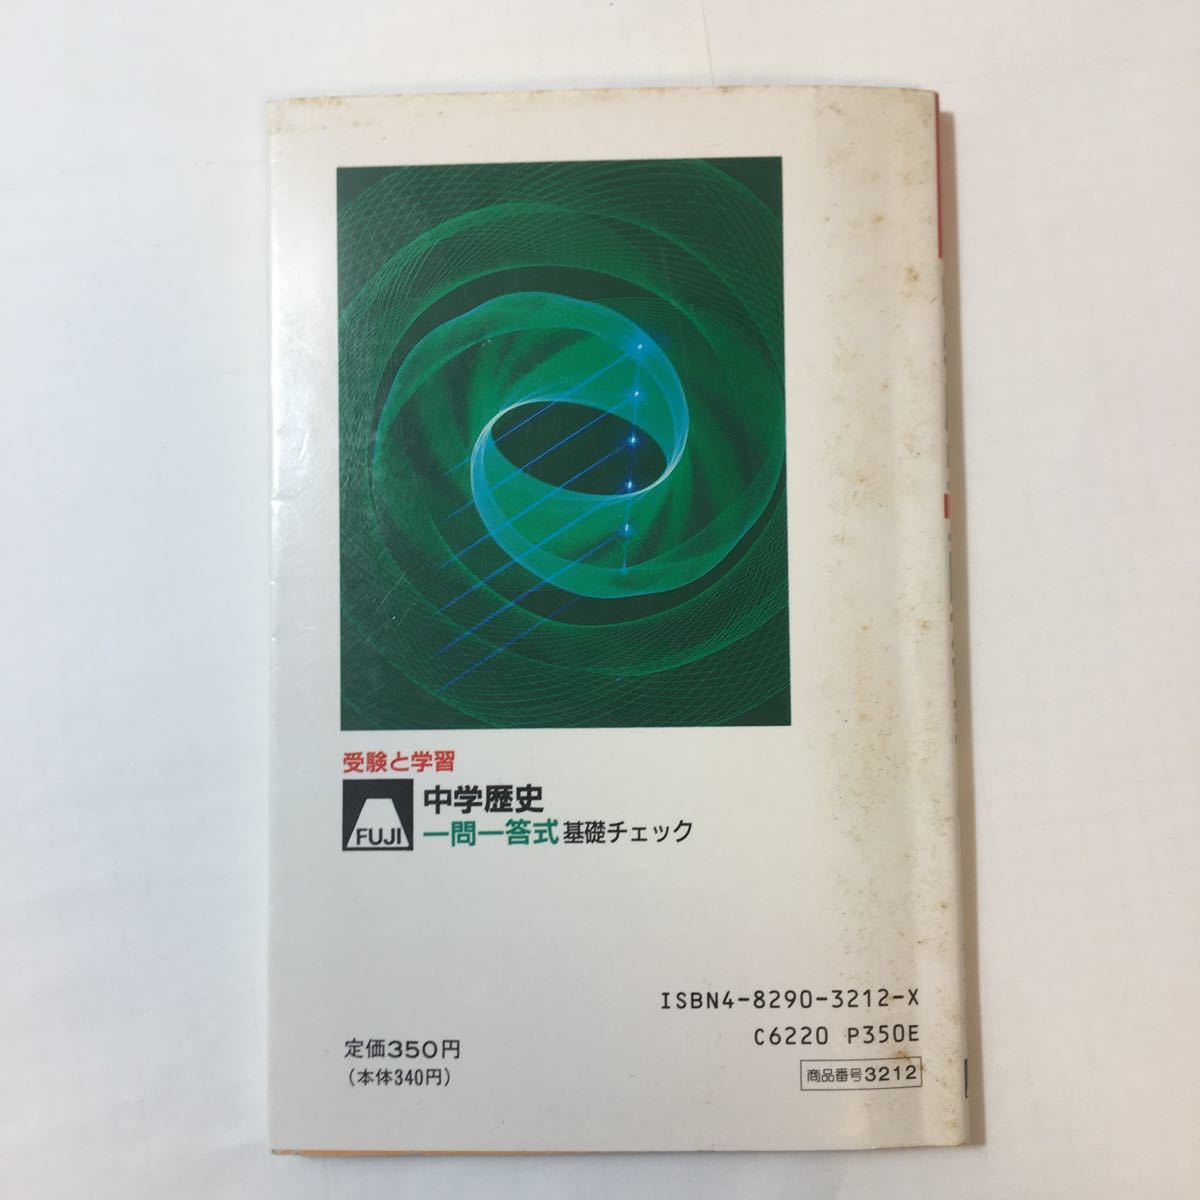 受験と学習
FUJI
中学歴史
一問一答式 基礎チェック
ISBN4-8290-3212-X
C6220 P350E
定価350円
(本体340円)
商品番号3212